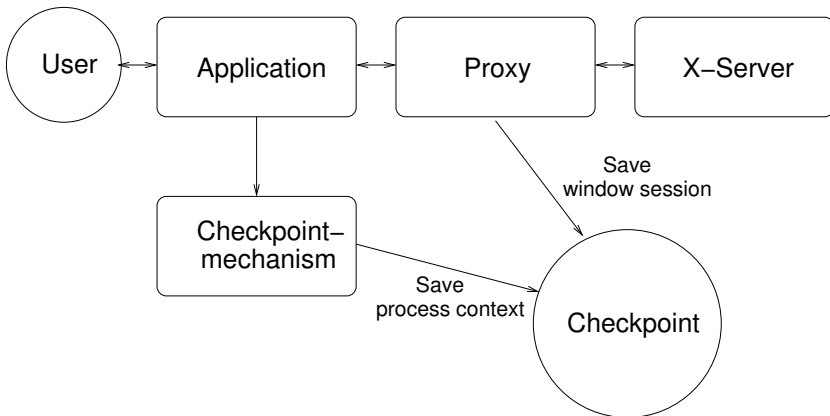 User
Application
Proxy
X−Server
Save
window session
Checkpoint−
mechanism
Save
process context
Checkpoint